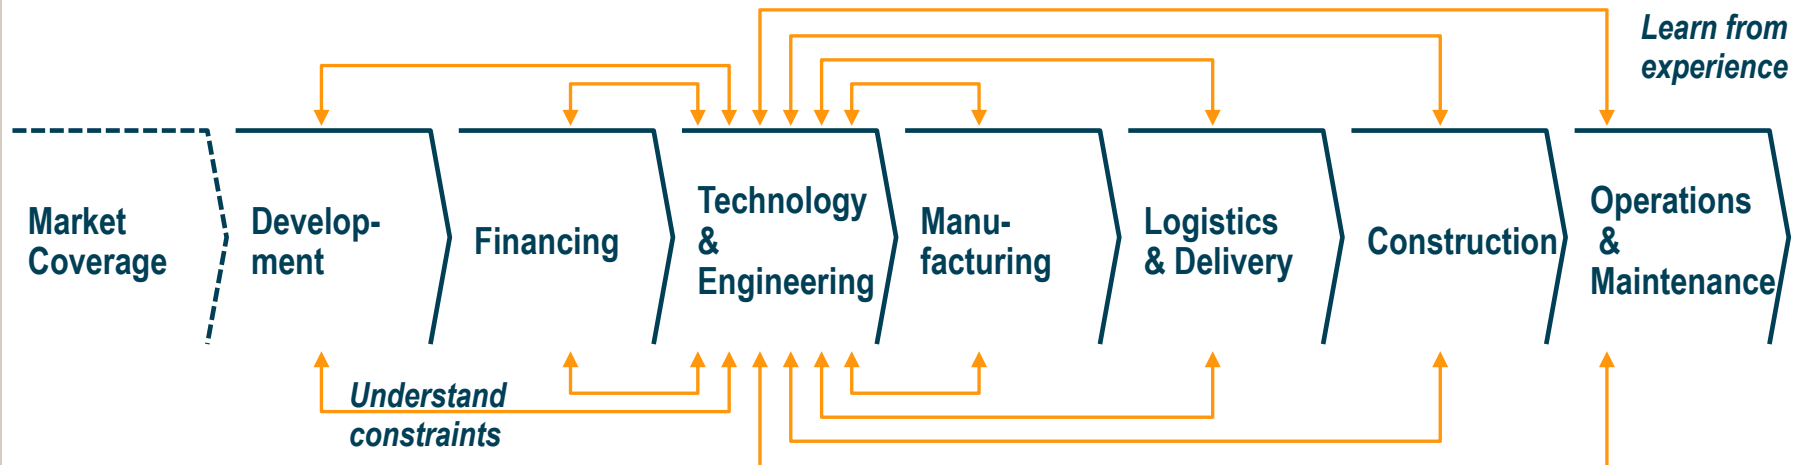 Learn from
experience
Market
Coverage
Develop-
ment
Financing
Technology
&
Engineering
Manu-
facturing
Logistics
& Delivery
Construction
Operations
&
Maintenance
Understand
constraints